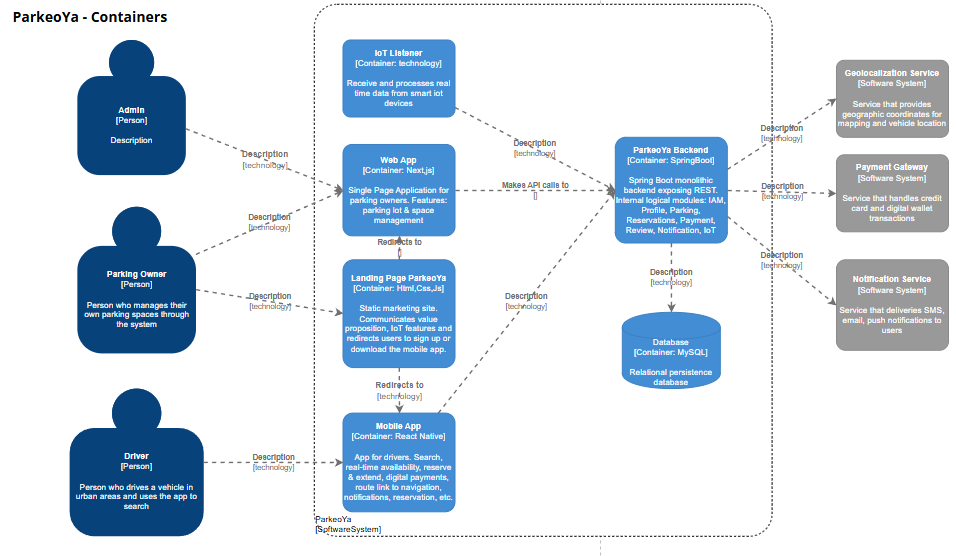 ParkeoYa - Containers
Admin
[Person]
Description
Parking Owner
[Person]
Person who manages their
own parking spaces through
the system
Driver
[Person]
Person who drives a vehicle in
urban areas and uses the app to
search
Description
[technology]
Description
[technology]
Description
[technology]
Description
[technology]
IoT Listener
[Container: technology]
Receive and processes real
time data from smart iot
devices
Web App
[Container: Next,js]
Single Page Application for
parking owners. Features:
parking lot & space
management
Redirects to
[]
Landing Page ParkeoYa
[Container: Html,Css,Js]
Static marketing site.
Communicates value
proposition, IoT features and
redirects users to sign up or
download the mobile app.
Redirects to
[technology]
Mobile App
[Container: React Native]
App for drivers. Search,
real-time availability, reserve
& extend, digital payments,
route link to navigation,
notifications, reservation, etc.
ParkeoYa
[SoftwareSystem]
Description
[technology]
Makes API calls to
[]
Description
[technology]
ParkeoYa Backend
[Container: SpringBoot]
Spring Boot monolithic
backend exposing REST.
Internal logical modules: IAM,
Profile, Parking,
Reservations, Payment,
Review, Notification, IoT
Description
[technology]
Database
[Container: MySQL]
Relational persistence
database
Description
[technology]
Description
[technology]
Description
[technology]
Geolocalization Service
[Software System]
Service that provides
geographic coordinates for
mapping and vehicle location
Payment Gateway
[Software System]
Service that handles credit
card and digital wallet
transactions
Notification Service
[Software System]
Service that deliveries SMS,
email, push notifications to
users